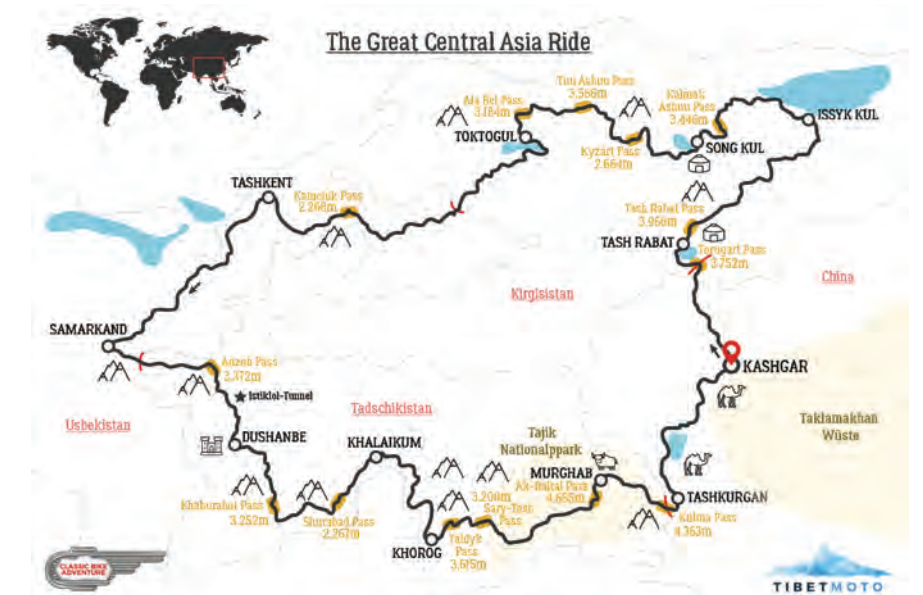 The Great Central Asia Ride
Ala Bel Pass
3.184m
Tuu Ashuu Pass
3.586m
Kalmak
Ashuu Pass
3.446m
ISSYK KUL
TOKTOGUL
Kyzart Pass
2.664m
SONG KUL
TASHKENT
Kamchik Pass
2.268m
Tash Rabat Pass
3.968m
TASH RABAT
Torugart Pass
3.752m
China
Kirgisistan
SAMARKAND
Anzob Pass
3.372m
KASHGAR
Istiklol-Tunnel
Usbekistan
Tadschikistan
Taklamakhan
Wüste
DUSHANBE
KHALAIKUM
Tajik
Nationalppark
MURGHAB
Ak-Baital Pass
4.655m
TASHKURGAN
Khaburabot Pass
3.252m
Shurabad Pass
2.267m
3.200m
Sary-Tash
Pass
Kulma Pass
4.363m
KHOROG
Taldyk
Pass
3.615m
CLASSIC BIKE
ADVENTURE
TIBETMOTO